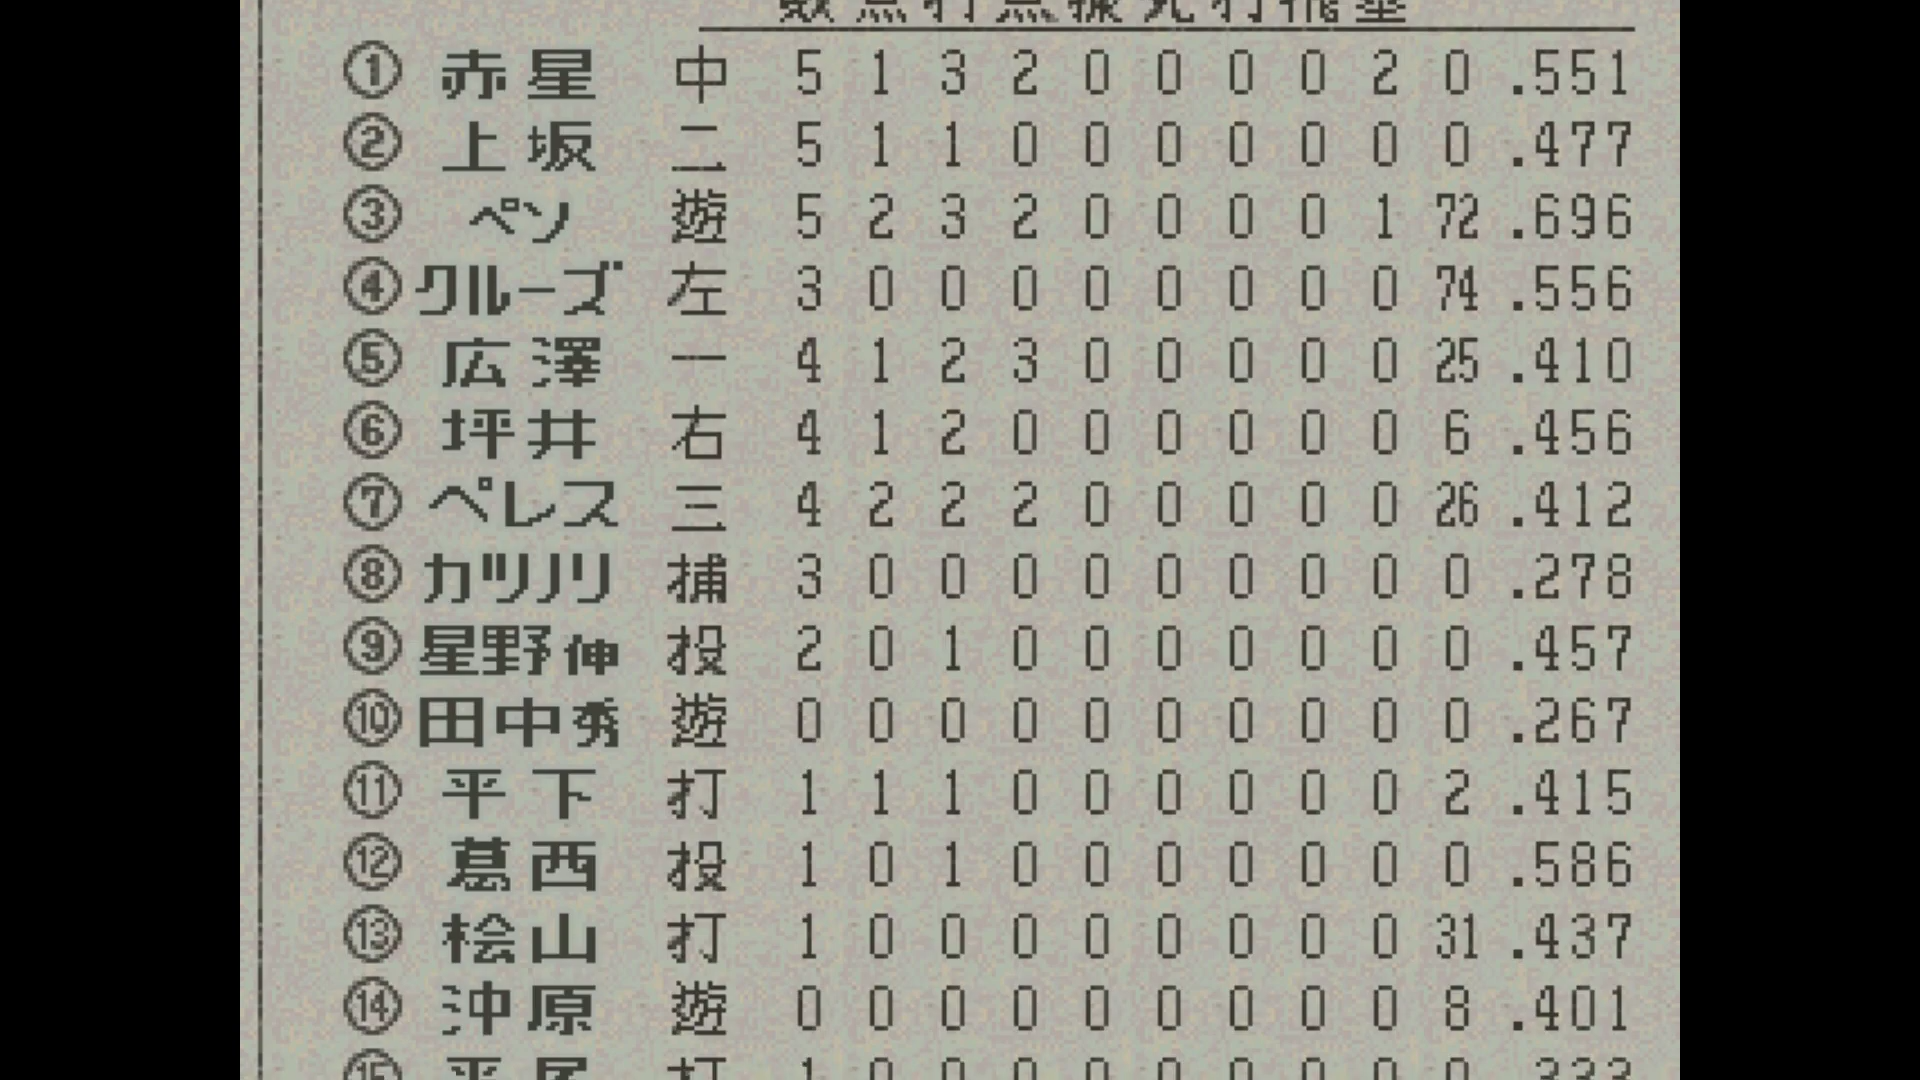 ① 赤星 中 5 1 3 2 0 0 0 0 2 0 .551
② 上坂 二 5 1 1 0 0 0 0 0 0 0 .477
③ ペソ 遊 5 2 3 2 0 0 0 0 1 72 .696
④ クルーズ 左 3 0 0 0 0 0 0 0 0 74 .556
⑤ 広澤 一 4 1 2 3 0 0 0 0 0 25 .410
⑥ 坪井 右 4 1 2 0 0 0 0 0 0 6 .456
⑦ ペレス 三 4 2 2 2 0 0 0 0 0 26 .412
⑧ カツノリ 捕 3 0 0 0 0 0 0 0 0 0 .278
⑨ 星野伸 投 2 0 1 0 0 0 0 0 0 0 .457
⑩ 田中秀 遊 0 0 0 0 0 0 0 0 0 0 .267
⑪ 平下 打 1 1 1 0 0 0 0 0 0 2 .415
⑫ 葛西 投 1 0 1 0 0 0 0 0 0 0 .586
⑬ 桧山 打 1 0 0 0 0 0 0 0 0 31 .437
⑭ 沖原 遊 0 0 0 0 0 0 0 0 0 8 .401